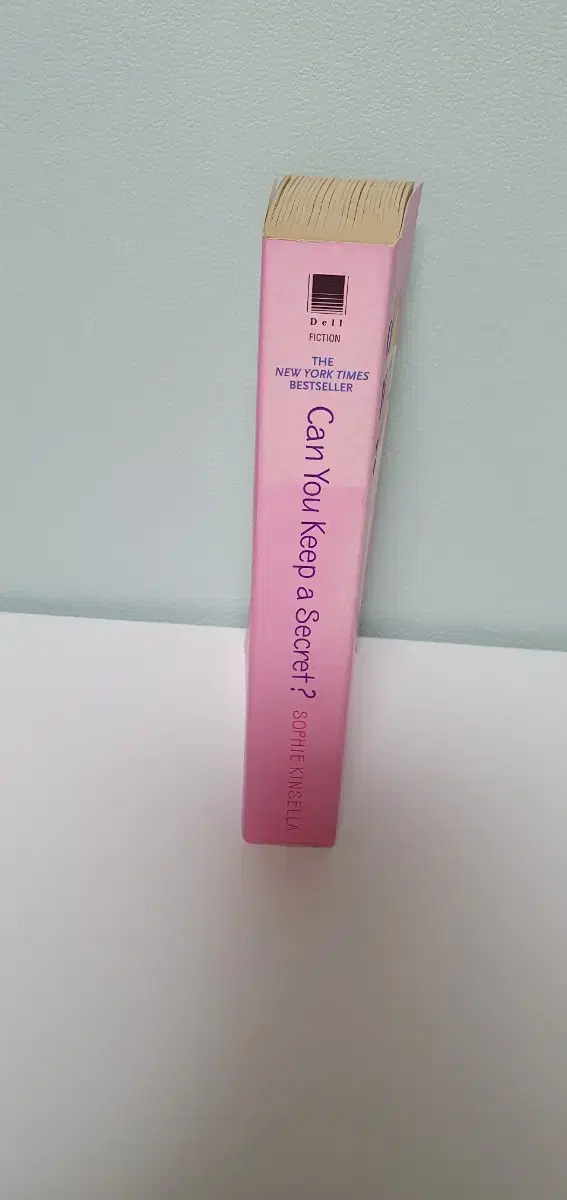 Dell
FICTION
THE
NEW YORK TIMES
BESTSELLER
Can You Keep a Secret?
SOPHIE KINSELLA